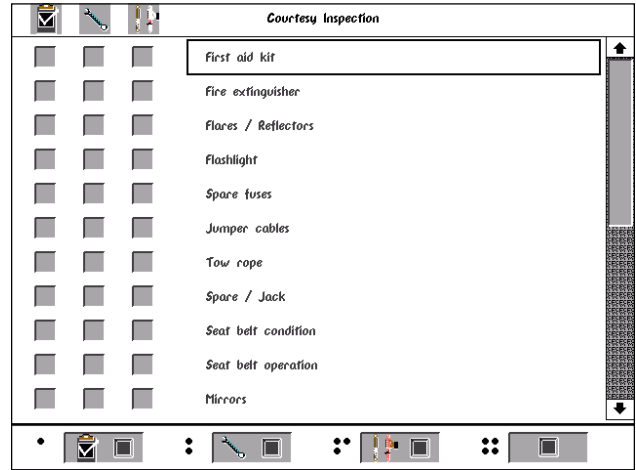 Courtesy Inspection
First aid kit
Fire extinguisher
Flares / Reflectors
Flashlight
Spare fuses
Jumper cables
Tow rope
Spare / Jack
Seat belt condition
Seat belt operation
Mirrors